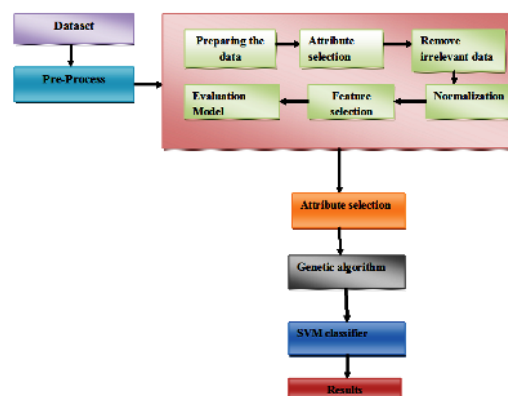 Dataset
Pre-Process
Preparing the
data
Attribute
selection
Remove
irrelevant data
Evaluation
Model
Feature
selection
Normalization
Attribute selection
Genetic algorithm
SVM classifier
Results